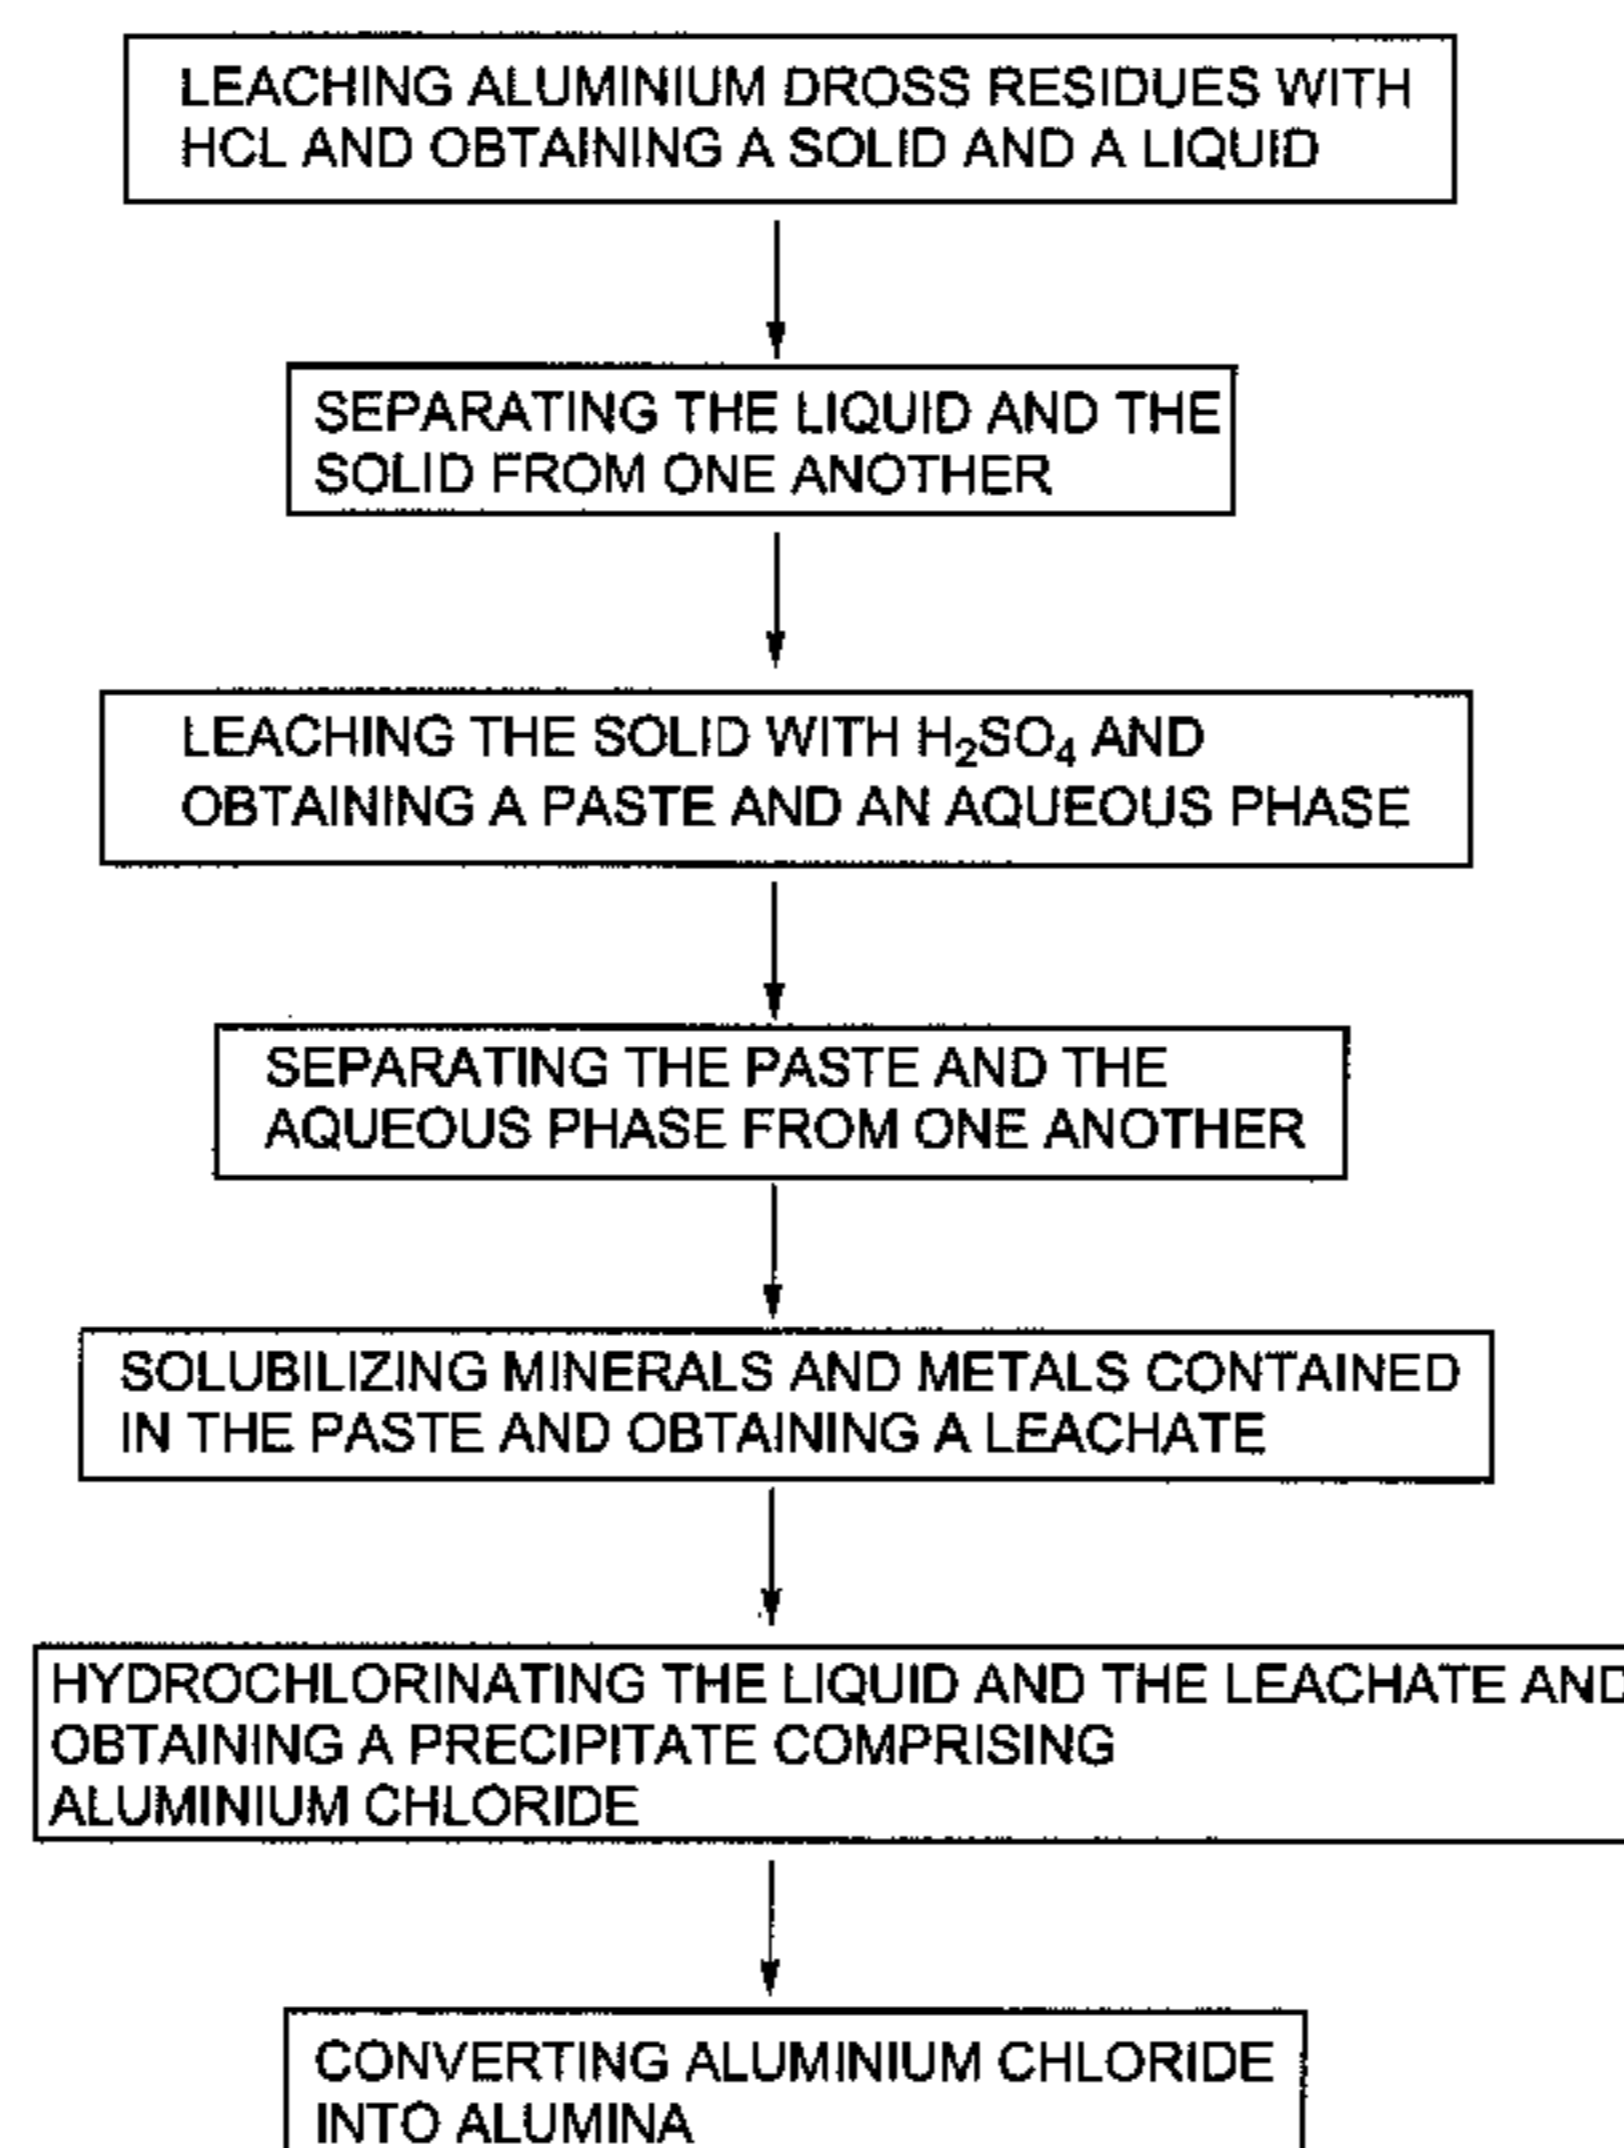 LEACHING ALUMINIUM DROSS RESIDUES WITH
HCL AND OBTAINING A SOLID AND A LIQUID
SEPARATING THE LIQUID AND THE
SOLID FROM ONE ANOTHER
LEACHING THE SOLID WITH H₂SO₄ AND
OBTAINING A PASTE AND AN AQUEOUS PHASE
SEPARATING THE PASTE AND THE
AQUEOUS PHASE FROM ONE ANOTHER
SOLUBILIZING MINERALS AND METALS CONTAINED
IN THE PASTE AND OBTAINING A LEACHATE
HYDROCHLORINATING THE LIQUID AND THE LEACHATE AND
OBTAINING A PRECIPITATE COMPRISING
ALUMINIUM CHLORIDE
CONVERTING ALUMINIUM CHLORIDE
INTO ALUMINA